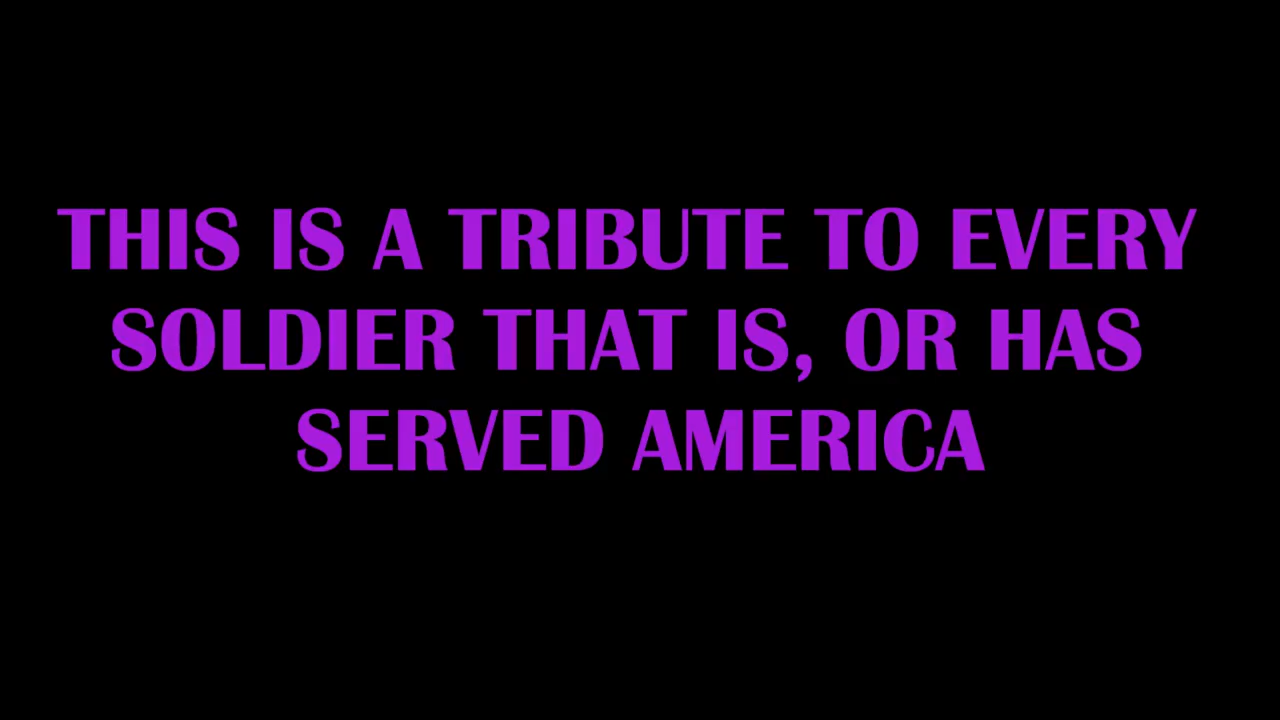 THIS IS A TRIBUTE TO EVERY
SOLDIER THAT IS, OR HAS
SERVED AMERICA